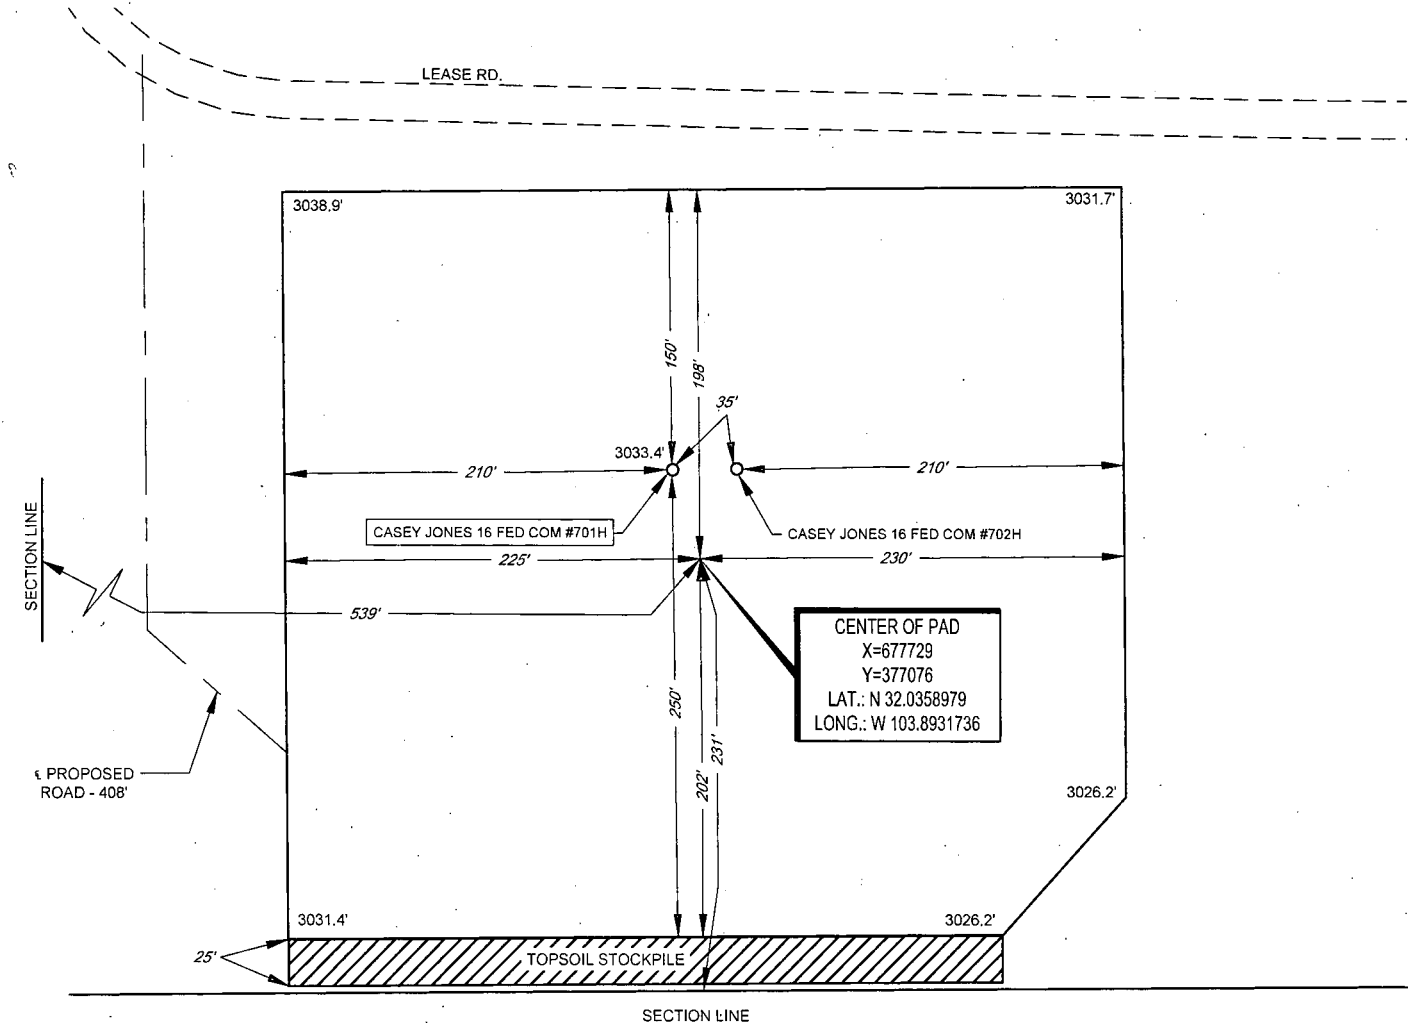 LEASE RD.
3038.9'
3031.7'
150'
198'
35'
3033.4'
210'
210'
CASEY JONES 16 FED COM #701H
CASEY JONES 16 FED COM #702H
225'
230'
SECTION LINE
539'
CENTER OF PAD
X=677729
Y=377076
LAT.: N 32.0358979
LONG.: W 103.8931736
250'
231'
202'
℄ PROPOSED
ROAD - 408'
3026.2'
3031.4'
3026.2'
25'
TOPSOIL STOCKPILE
SECTION LINE